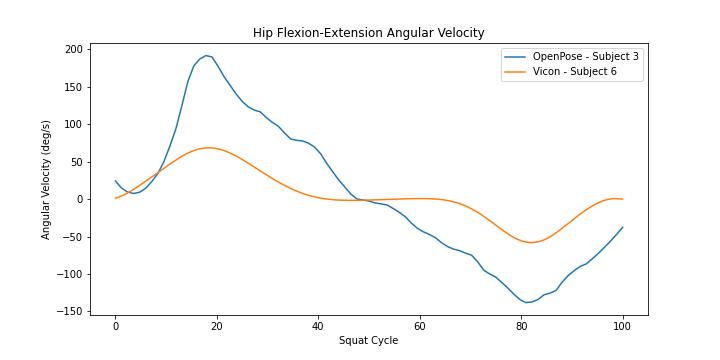 Hip Flexion-Extension Angular Velocity
OpenPose - Subject 3
Vicon - Subject 6
Angular Velocity (deg/s)
200
150
100
50
0
−50
−100
−150
0 20 40 60 80 100
Squat Cycle